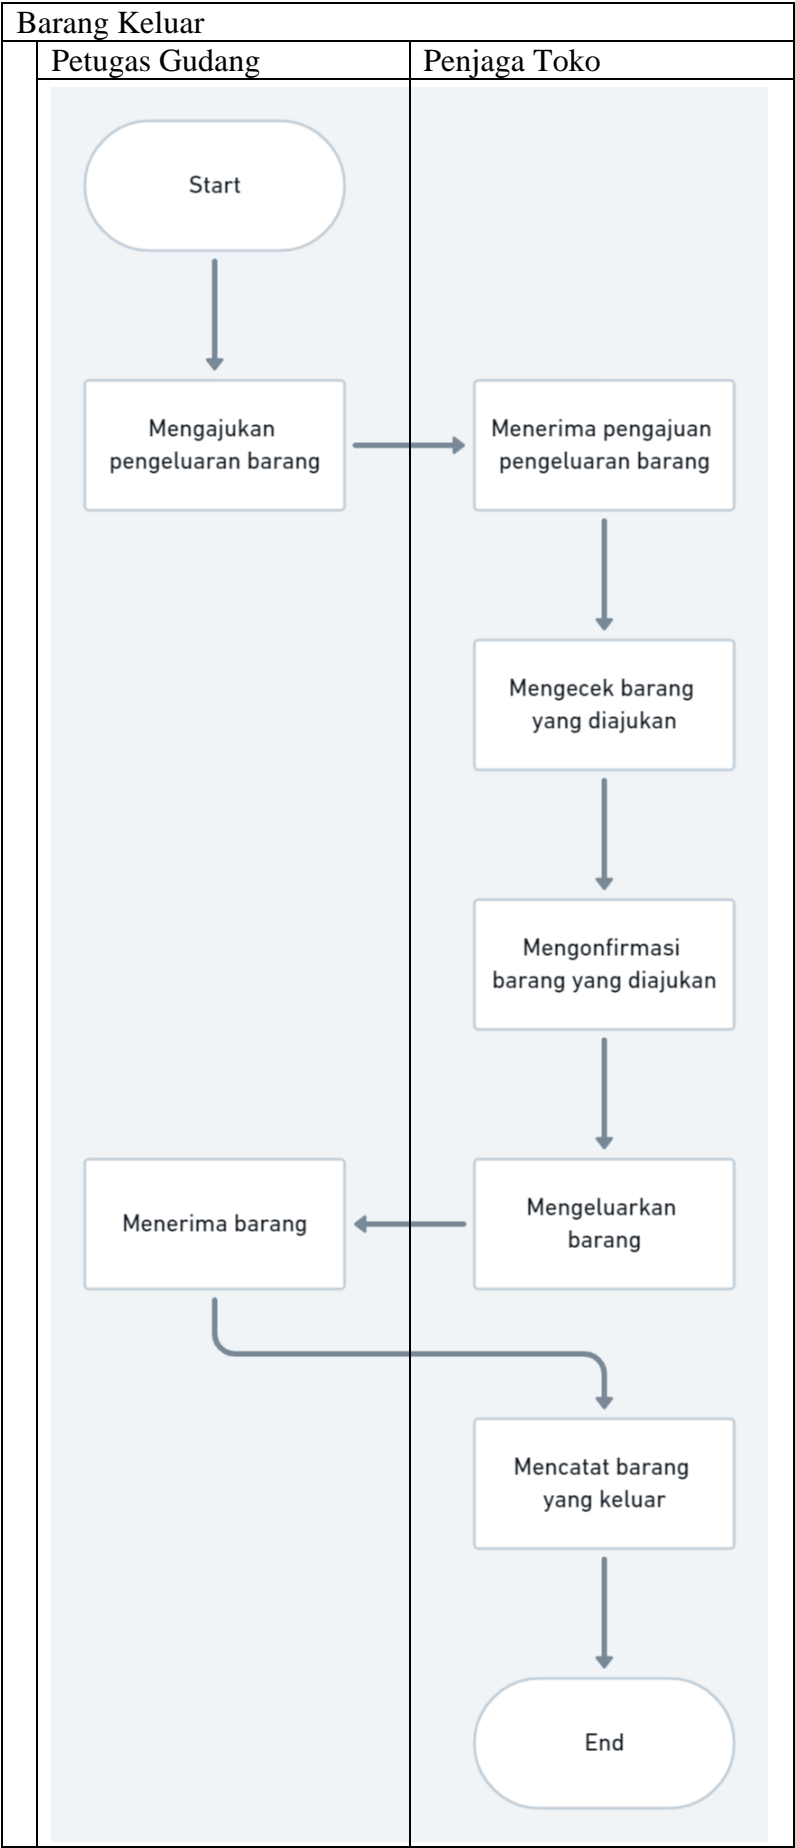 Barang Keluar
Petugas Gudang
Penjaga Toko
Start
Mengajukan
pengeluaran barang
Menerima pengajuan
pengeluaran barang
Mengecek barang
yang diajukan
Mengonfirmasi
barang yang diajukan
Mengeluarkan
barang
Menerima barang
Mencatat barang
yang keluar
End